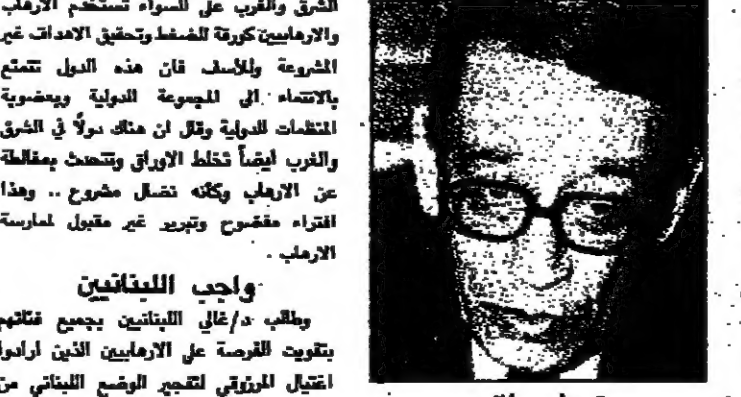 الشرق والغرب على السواء تستخدم الارهاب
والارهابيين كورقة للضغط وتحقيق الاهداف غير
المشروعة وللأسف فان هذه الدول تتمتع
بالانتماء الى المجموعة الدولية وبعضوية
المنظمات الدولية وقال ان هناك دولاً في الشرق
والغرب ايضاً تخلط الاوراق وتتحدث بمغالطة
عن الارهاب وكأنه نضال مشروع .. وهذا
افتراء مفضوح وتبرير غير مقبول لممارسة
الارهاب .
واجب اللبنانيين
وطالب د/غالي اللبنانيين بجميع فئاتهم
بتفويت الفرصة على الارهابيين الذين ارادوا
اغتيال المرزوقي لتفجير الوضع اللبناني من